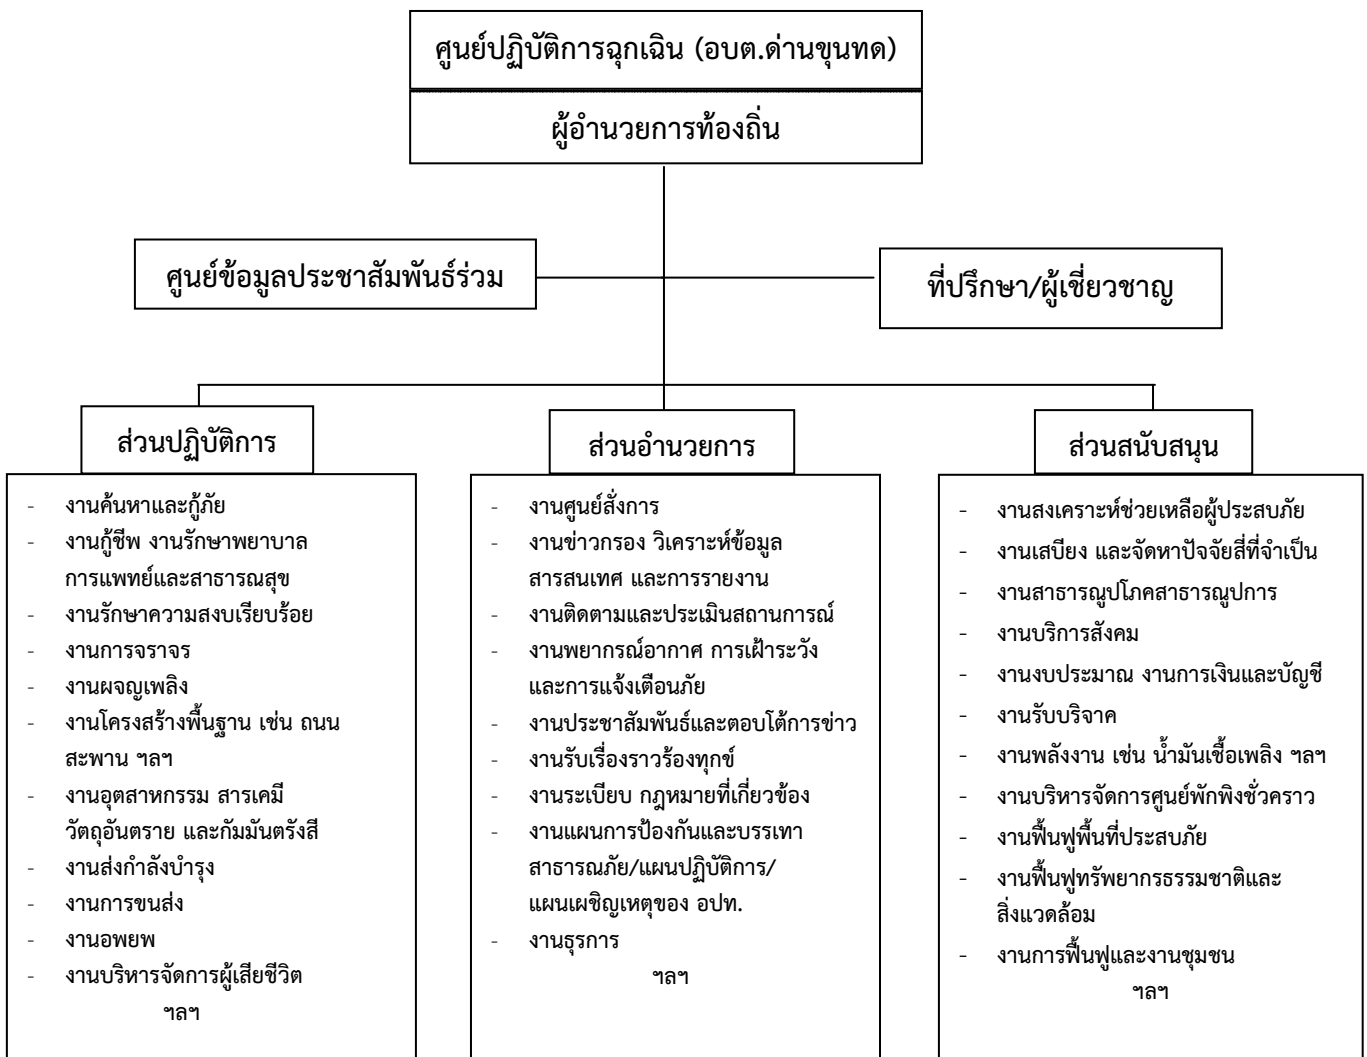 ศูนย์ปฏิบัติการฉุกเฉิน (อบต.ด่านขุนทด)
ผู้อำนวยการท้องถิ่น
ศูนย์ข้อมูลประชาสัมพันธ์ร่วม
ที่ปรึกษา/ผู้เชี่ยวชาญ
ส่วนปฏิบัติการ
- งานค้นหาและกู้ภัย
- งานกู้ชีพ งานรักษาพยาบาล
การแพทย์และสาธารณสุข
- งานรักษาความสงบเรียบร้อย
- งานการจราจร
- งานผจญเพลิง
- งานโครงสร้างพื้นฐาน เช่น ถนน
สะพาน ฯลฯ
- งานอุตสาหกรรม สารเคมี
วัตถุอันตราย และกัมมันตรังสี
- งานส่งกำลังบำรุง
- งานการขนส่ง
- งานอพยพ
- งานบริหารจัดการผู้เสียชีวิต
ฯลฯ
ส่วนอำนวยการ
- งานศูนย์สั่งการ
- งานข่าวกรอง วิเคราะห์ข้อมูล
สารสนเทศ และการรายงาน
- งานติดตามและประเมินสถานการณ์
- งานพยากรณ์อากาศ การเฝ้าระวัง
และการแจ้งเตือนภัย
- งานประชาสัมพันธ์และตอบโต้การข่าว
- งานรับเรื่องราวร้องทุกข์
- งานระเบียบ กฎหมายที่เกี่ยวข้อง
- งานแผนการป้องกันและบรรเทา
สาธารณภัย/แผนปฏิบัติการ/
แผนเผชิญเหตุของ อปท.
- งานธุรการ
ฯลฯ
ส่วนสนับสนุน
- งานสงเคราะห์ช่วยเหลือผู้ประสบภัย
- งานเสบียง และจัดหาปัจจัยสี่ที่จำเป็น
- งานสาธารณูปโภคสาธารณูปการ
- งานบริการสังคม
- งานงบประมาณ งานการเงินและบัญชี
- งานรับบริจาค
- งานพลังงาน เช่น น้ำมันเชื้อเพลิง ฯลฯ
- งานบริหารจัดการศูนย์พักพิงชั่วคราว
- งานฟื้นฟูพื้นที่ประสบภัย
- งานฟื้นฟูทรัพยากรธรรมชาติและ
สิ่งแวดล้อม
- งานการฟื้นฟูและงานชุมชน
ฯลฯ